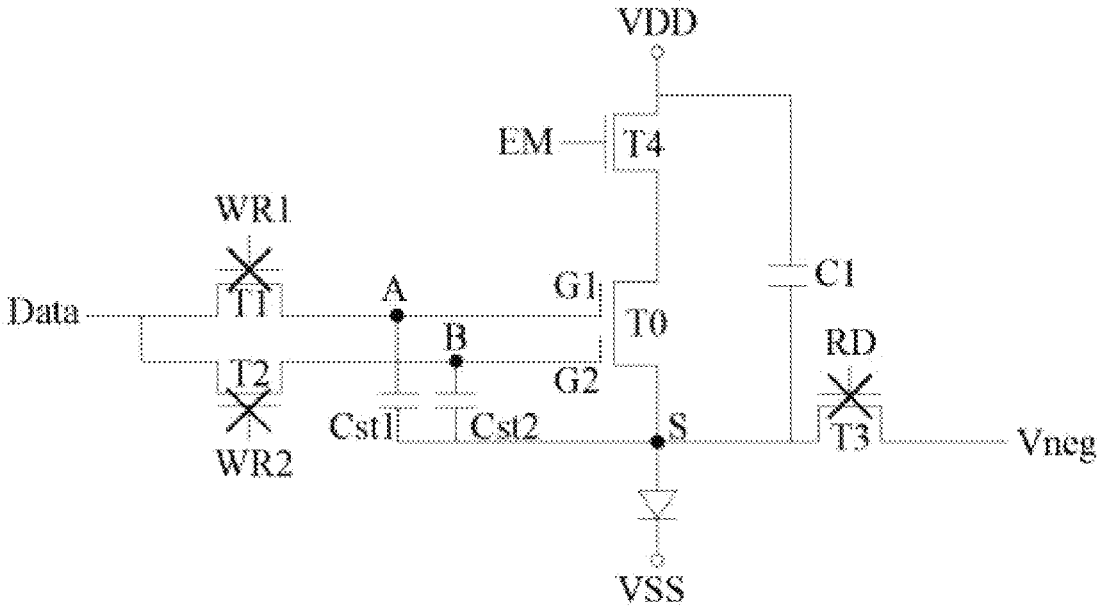 VDD
EM
T4
WR1
T1
A
G1
C1
Data
T0
B
RD
T2
G2
Cst1
Cst2
S
T3
Vneg
WR2
VSS